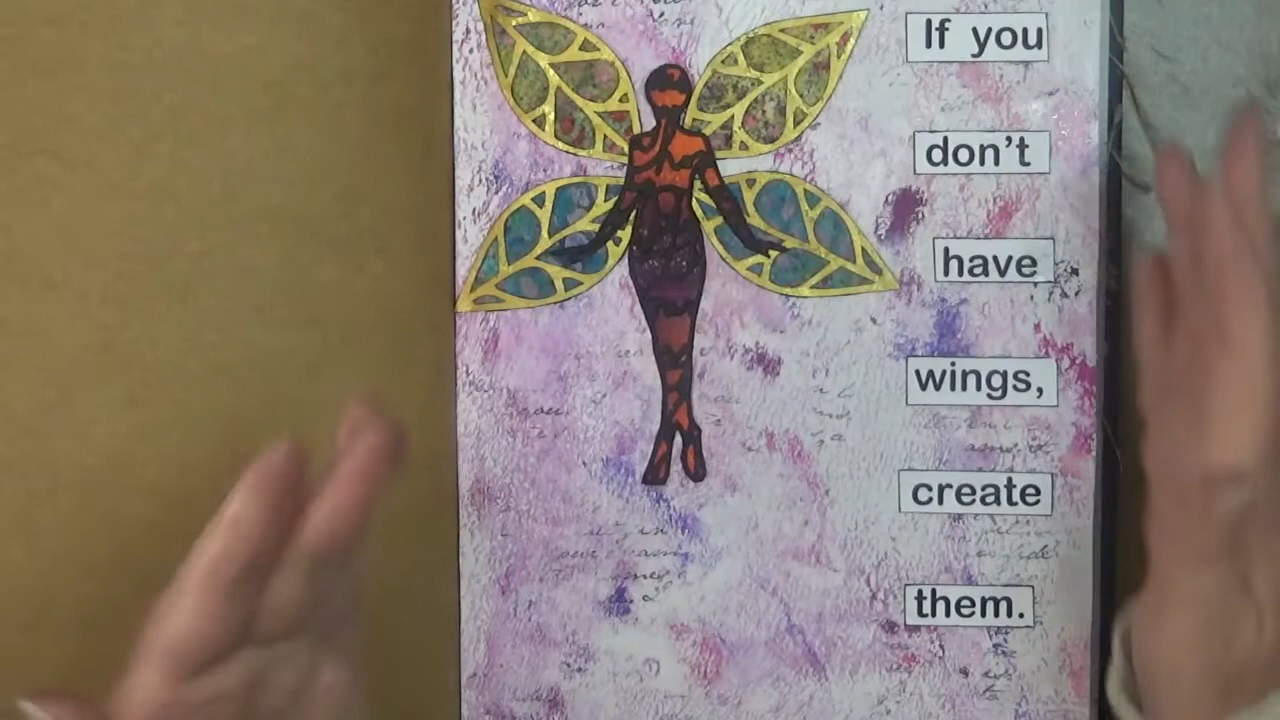 If you
don't
have
wings,
create
them.